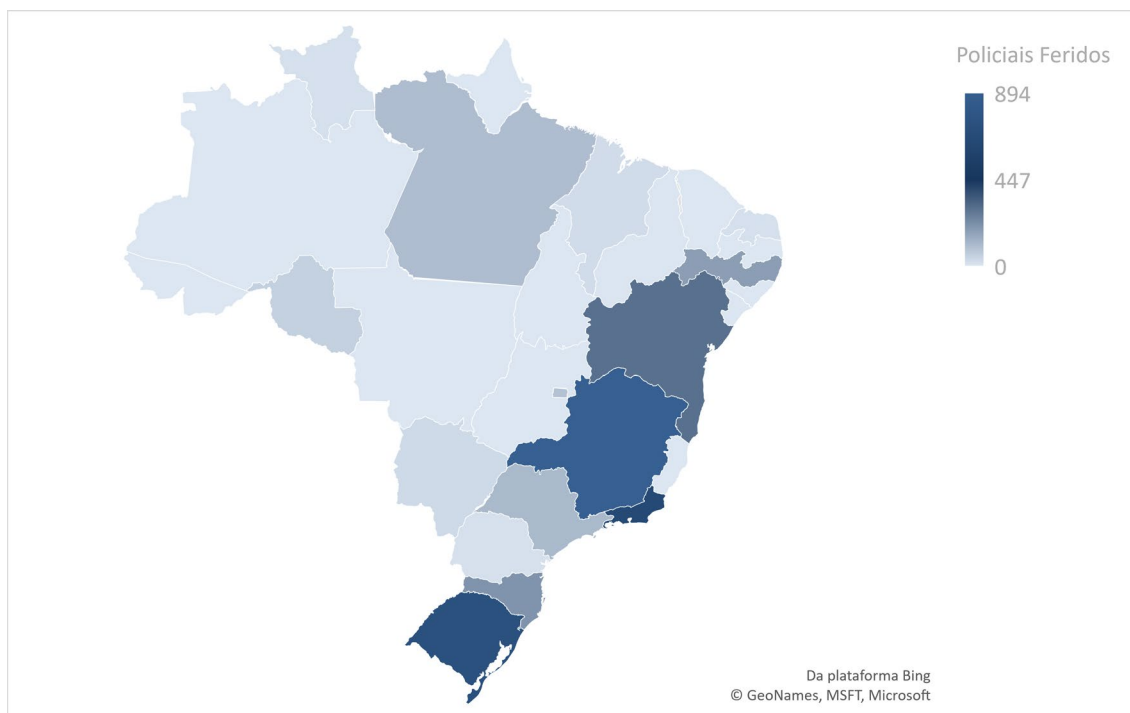 Policiais Feridos
894
447
0
Da plataforma Bing
© GeoNames, MSFT, Microsoft